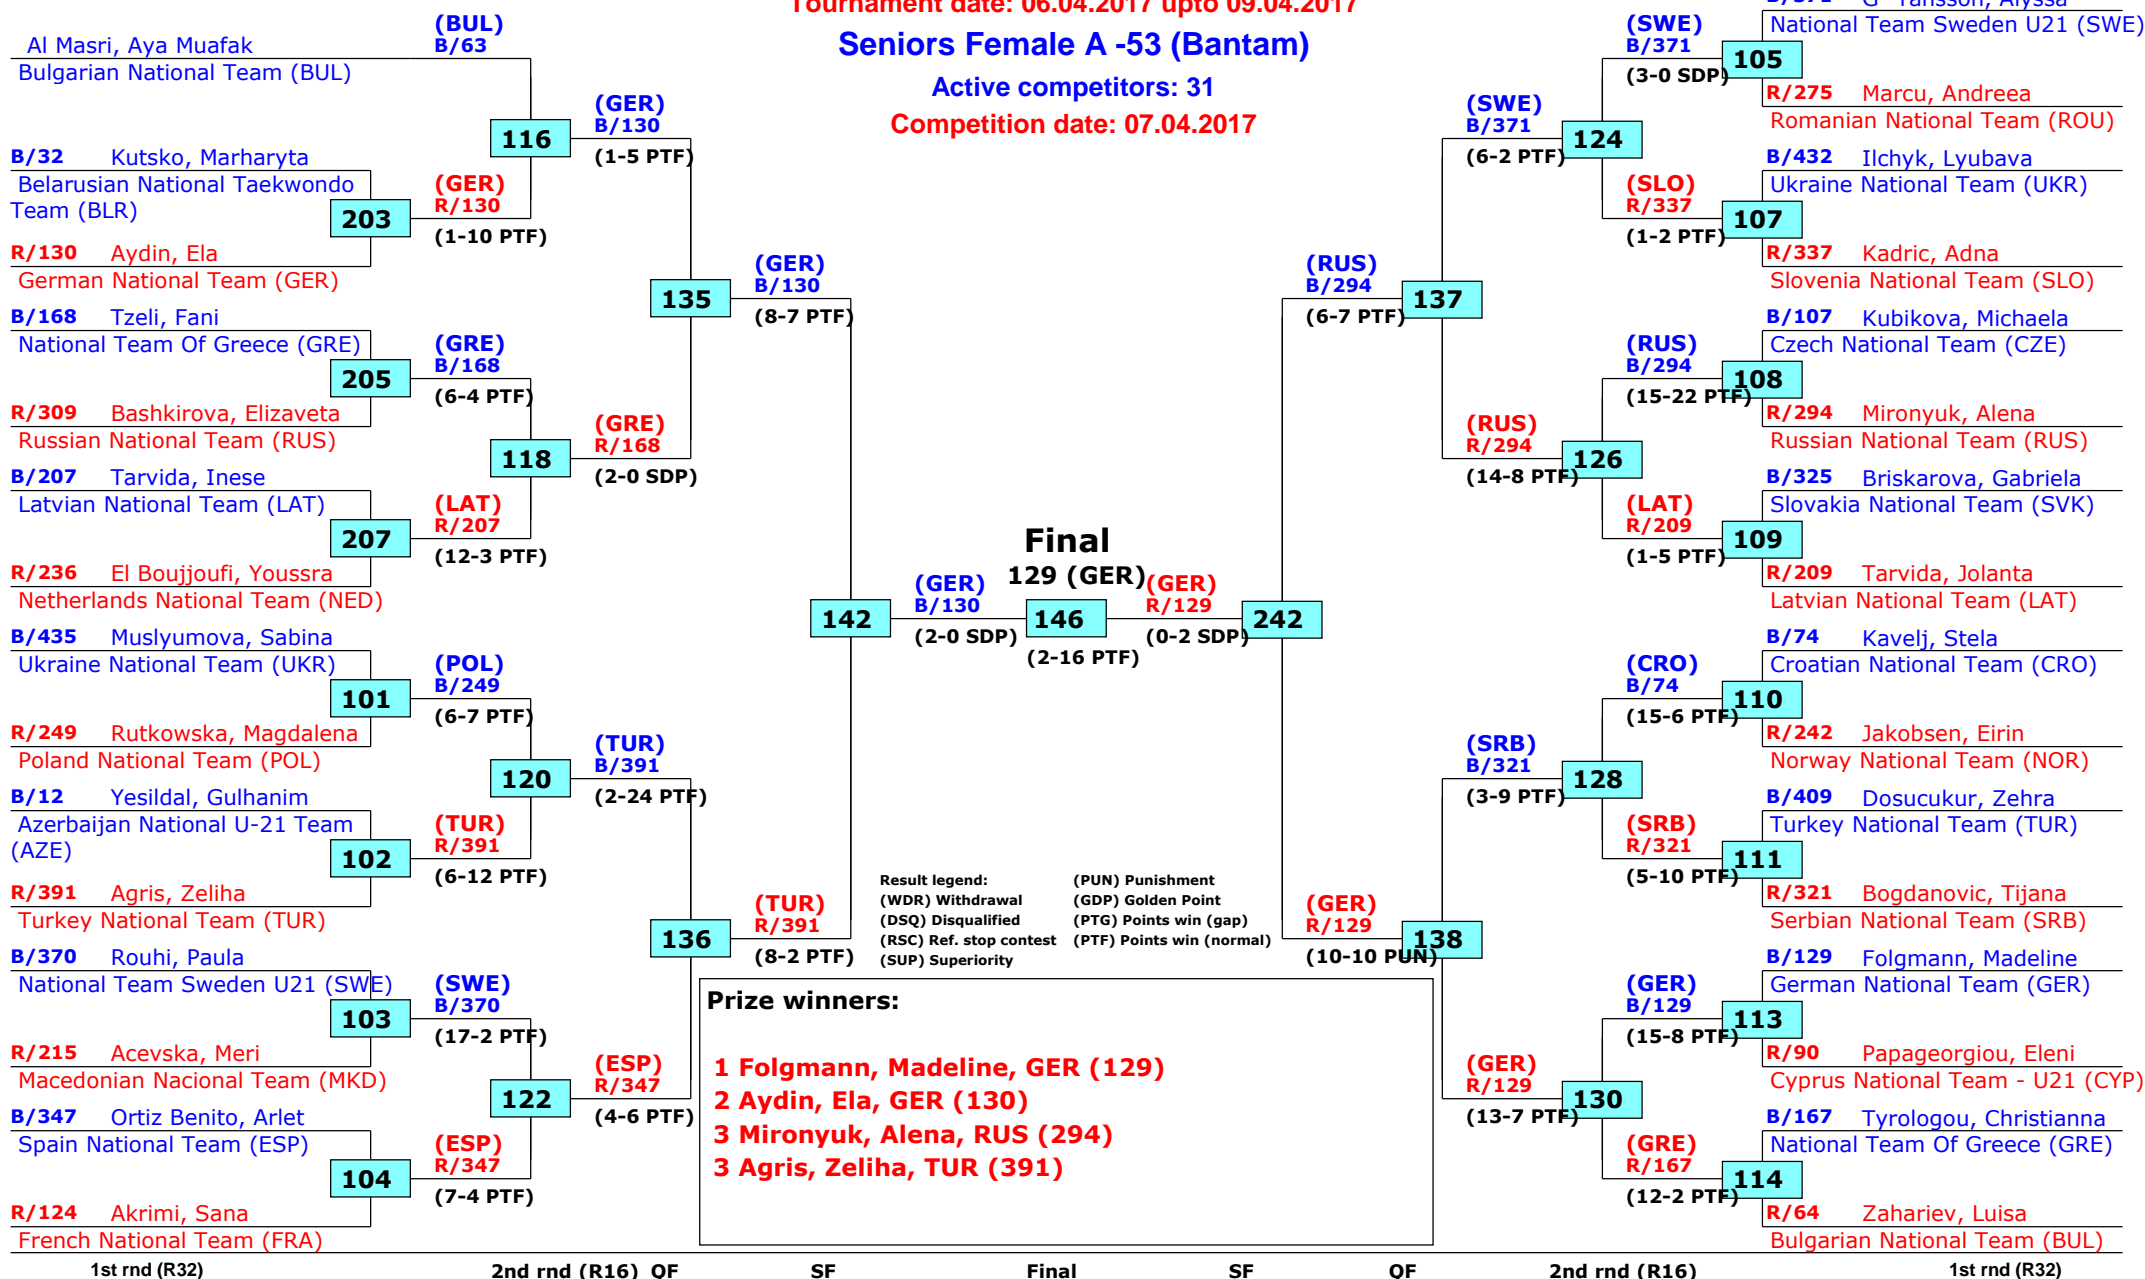 Tournament date: 06.04.2017 upto 09.04.2017
Seniors Female A -53 (Bantam)
Active competitors: 31
Competition date: 07.04.2017
Al Masri, Aya Muafak
Bulgarian National Team (BUL)
B/32 Kutsko, Marharyta
Belarusian National Taekwondo
Team (BLR)
203
R/130 Aydin, Ela
German National Team (GER)
B/168 Tzeli, Fani
National Team Of Greece (GRE)
205
R/309 Bashkirova, Elizaveta
Russian National Team (RUS)
B/207 Tarvida, Inese
Latvian National Team (LAT)
207
R/236 El Boujjoufi, Youssra
Netherlands National Team (NED)
B/435 Muslyumova, Sabina
Ukraine National Team (UKR)
101
R/249 Rutkowska, Magdalena
Poland National Team (POL)
B/12 Yesildal, Gulhanim
Azerbaijan National U-21 Team
(AZE)
102
R/391 Agris, Zeliha
Turkey National Team (TUR)
B/370 Rouhi, Paula
National Team Sweden U21 (SWE)
103
R/215 Acevska, Meri
Macedonian Nacional Team (MKD)
B/347 Ortiz Benito, Arlet
Spain National Team (ESP)
104
R/124 Akrimi, Sana
French National Team (FRA)
(BUL)
B/63
116
(GER)
R/130
(1-10 PTF)
(GRE)
B/168
(6-4 PTF)
118
(LAT)
R/207
(12-3 PTF)
(POL)
B/249
(6-7 PTF)
120
(TUR)
R/391
(6-12 PTF)
(SWE)
B/370
(17-2 PTF)
122
(ESP)
R/347
(7-4 PTF)
(GER)
B/130
(1-5 PTF)
135
(GRE)
R/168
(2-0 SDP)
(TUR)
B/391
(2-24 PTF)
136
(ESP)
R/347
(4-6 PTF)
(GER)
B/130
(8-7 PTF)
142
(TUR)
R/391
(8-2 PTF)
(GER)
B/130
(2-0 SDP)
Final
129 (GER)
146
(2-16 PTF)
(GER)
R/129
(0-2 SDP)
242
(RUS)
B/294
(6-7 PTF)
137
(GER)
R/129
(10-10 PUN)
138
(SWE)
B/371
(6-2 PTF)
124
(RUS)
R/294
(14-8 PTF)
126
(SRB)
B/321
(3-9 PTF)
128
(GER)
R/129
(13-7 PTF)
130
(SWE)
B/371
(3-0 SDP)
105
(SLO)
R/337
(1-2 PTF)
107
(RUS)
B/294
(15-22 PTF)
108
(LAT)
R/209
(1-5 PTF)
109
(CRO)
B/74
(15-6 PTF)
110
(SRB)
R/321
(5-10 PTF)
111
(GER)
B/129
(15-8 PTF)
113
(GRE)
R/167
(12-2 PTF)
114
National Team Sweden U21 (SWE)
R/275 Marcu, Andreea
Romanian National Team (ROU)
B/432 Ilchyk, Lyubava
Ukraine National Team (UKR)
R/337 Kadric, Adna
Slovenia National Team (SLO)
B/107 Kubikova, Michaela
Czech National Team (CZE)
R/294 Mironyuk, Alena
Russian National Team (RUS)
B/325 Briskarova, Gabriela
Slovakia National Team (SVK)
R/209 Tarvida, Jolanta
Latvian National Team (LAT)
B/74 Kavelj, Stela
Croatian National Team (CRO)
R/242 Jakobsen, Eirin
Norway National Team (NOR)
B/409 Dosucukur, Zehra
Turkey National Team (TUR)
R/321 Bogdanovic, Tijana
Serbian National Team (SRB)
B/129 Folgmann, Madeline
German National Team (GER)
R/90 Papageorgiou, Eleni
Cyprus National Team - U21 (CYP)
B/167 Tyrologou, Christianna
National Team Of Greece (GRE)
R/64 Zahariev, Luisa
Bulgarian National Team (BUL)
Result legend: (PUN) Punishment
(WDR) Withdrawal (GDP) Golden Point
(DSQ) Disqualified (PTG) Points win (gap)
(RSC) Ref. stop contest (PTF) Points win (normal)
(SUP) Superiority
Prize winners:
1 Folgmann, Madeline, GER (129)
2 Aydin, Ela, GER (130)
3 Mironyuk, Alena, RUS (294)
3 Agris, Zeliha, TUR (391)
1st rnd (R32) 2nd rnd (R16) QF SF Final SF QF 2nd rnd (R16) 1st rnd (R32)